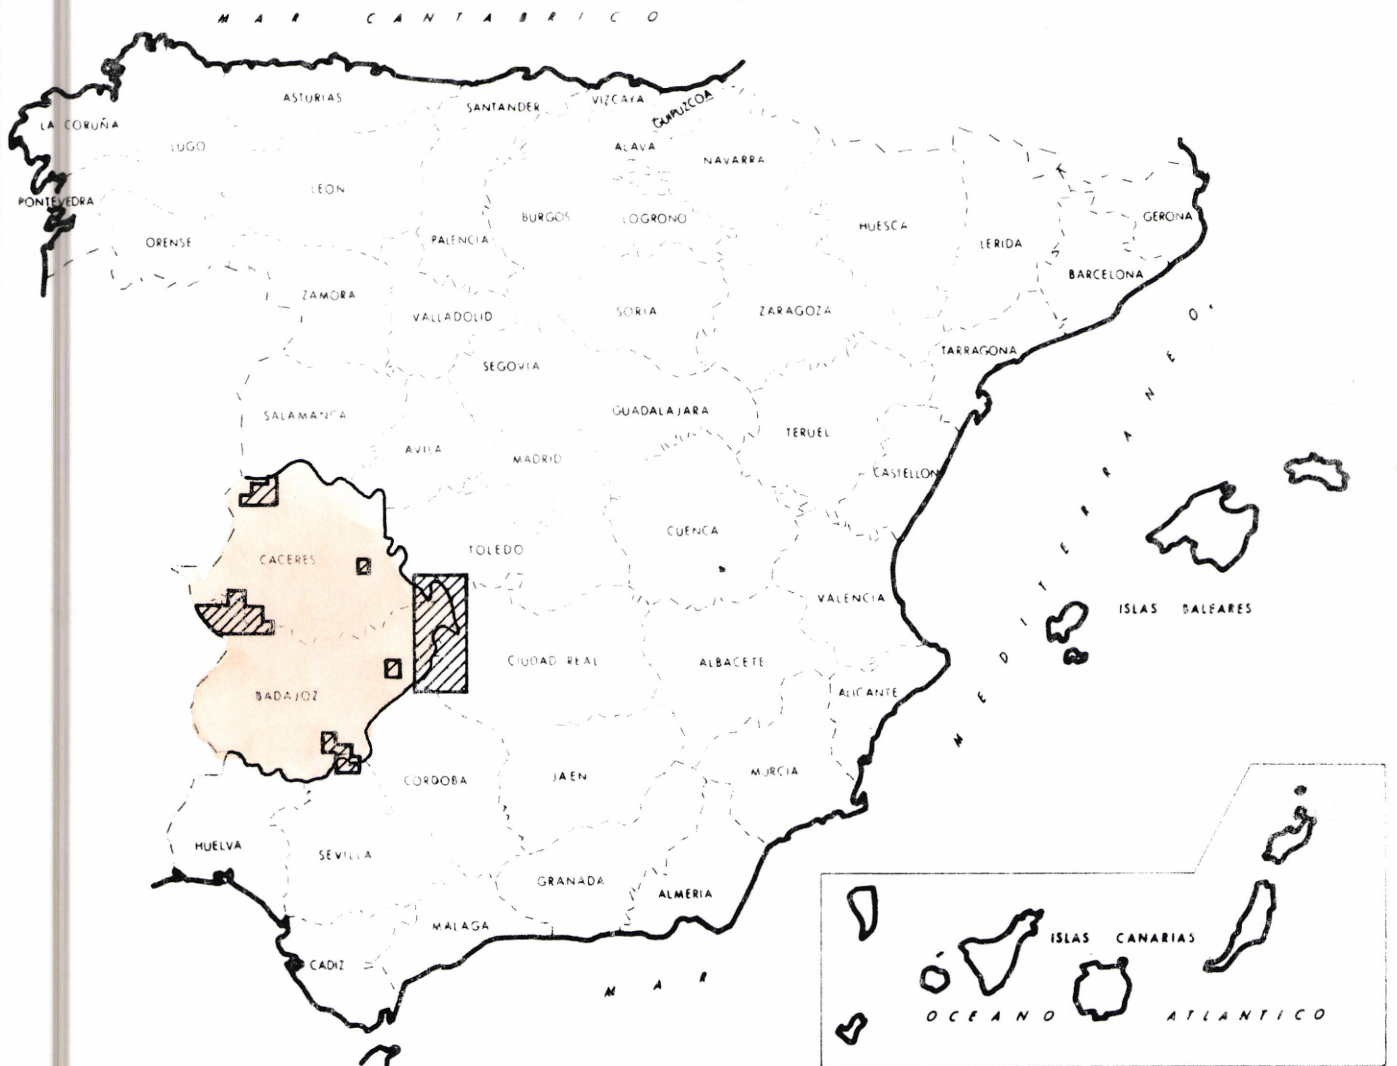 MAR CANTABRICO
ASTURIAS
SANTANDER
VIZCAYA
GUIPUZCOA
LA CORUÑA
LUGO
ALAVA
NAVARRA
LEON
PONTEVEDRA
BURGOS
LOGROÑO
HUESCA
GERONA
ORENSE
PALENCIA
LERIDA
BARCELONA
ZAMORA
VALLADOLID
SORIA
ZARAGOZA
TARRAGONA
SEGOVIA
SALAMANCA
GUADALAJARA
TERUEL
AVILA
MADRID
CASTELLON
CACERES
TOLEDO
CUENCA
VALENCIA
ISLAS BALEARES
MEDITERRANEO.
BADAJOZ
CIUDAD REAL
ALBACETE
ALICANTE
CORDOBA
JAEN
MURCIA
HUELVA
SEVILLA
GRANADA
ALMERIA
MALAGA
CADIZ
MAR
ISLAS CANARIAS
OCEANO ATLANTICO